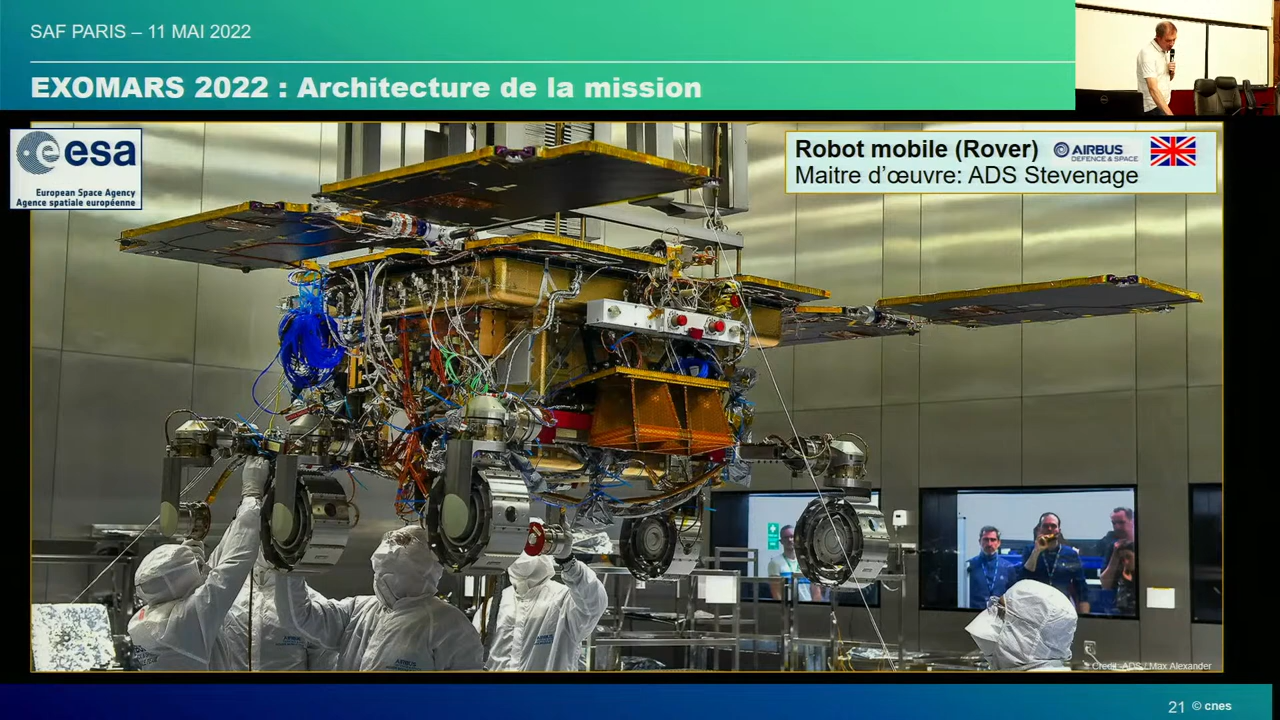 SAF PARIS – 11 MAI 2022
EXOMARS 2022 : Architecture de la mission
esa
European Space Agency
Agence spatiale européenne
Robot mobile (Rover)
AIRBUS
DEFENCE & SPACE
Maitre d’œuvre: ADS Stevenage
Credit: ADS / Max Alexander
21 © cnes